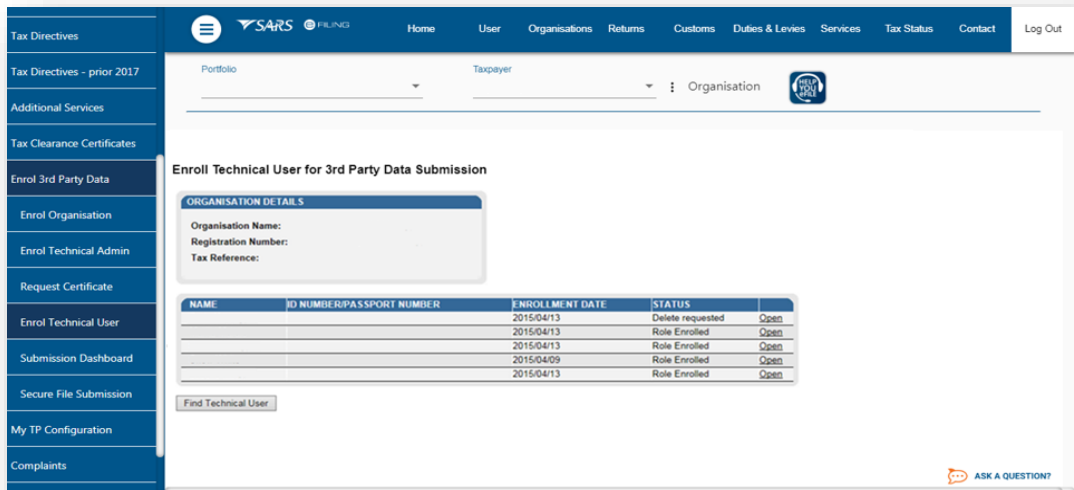 SARS eFILING
Home User Organisations Returns Customs Duties & Levies Services Tax Status Contact Log Out
Tax Directives
Tax Directives - prior 2017
Additional Services
Tax Clearance Certificates
Enrol 3rd Party Data
Enrol Organisation
Enrol Technical Admin
Request Certificate
Enrol Technical User
Submission Dashboard
Secure File Submission
My TP Configuration
Complaints
Portfolio Taxpayer
Organisation
HELP YOU eFILE
Enroll Technical User for 3rd Party Data Submission
ORGANISATION DETAILS
Organisation Name:
Registration Number:
Tax Reference:
NAME ID NUMBER/PASSPORT NUMBER ENROLLMENT DATE STATUS
2015/04/13 Delete requested Open
2015/04/13 Role Enrolled Open
2015/04/13 Role Enrolled Open
2015/04/09 Role Enrolled Open
2015/04/13 Role Enrolled Open
Find Technical User
ASK A QUESTION?